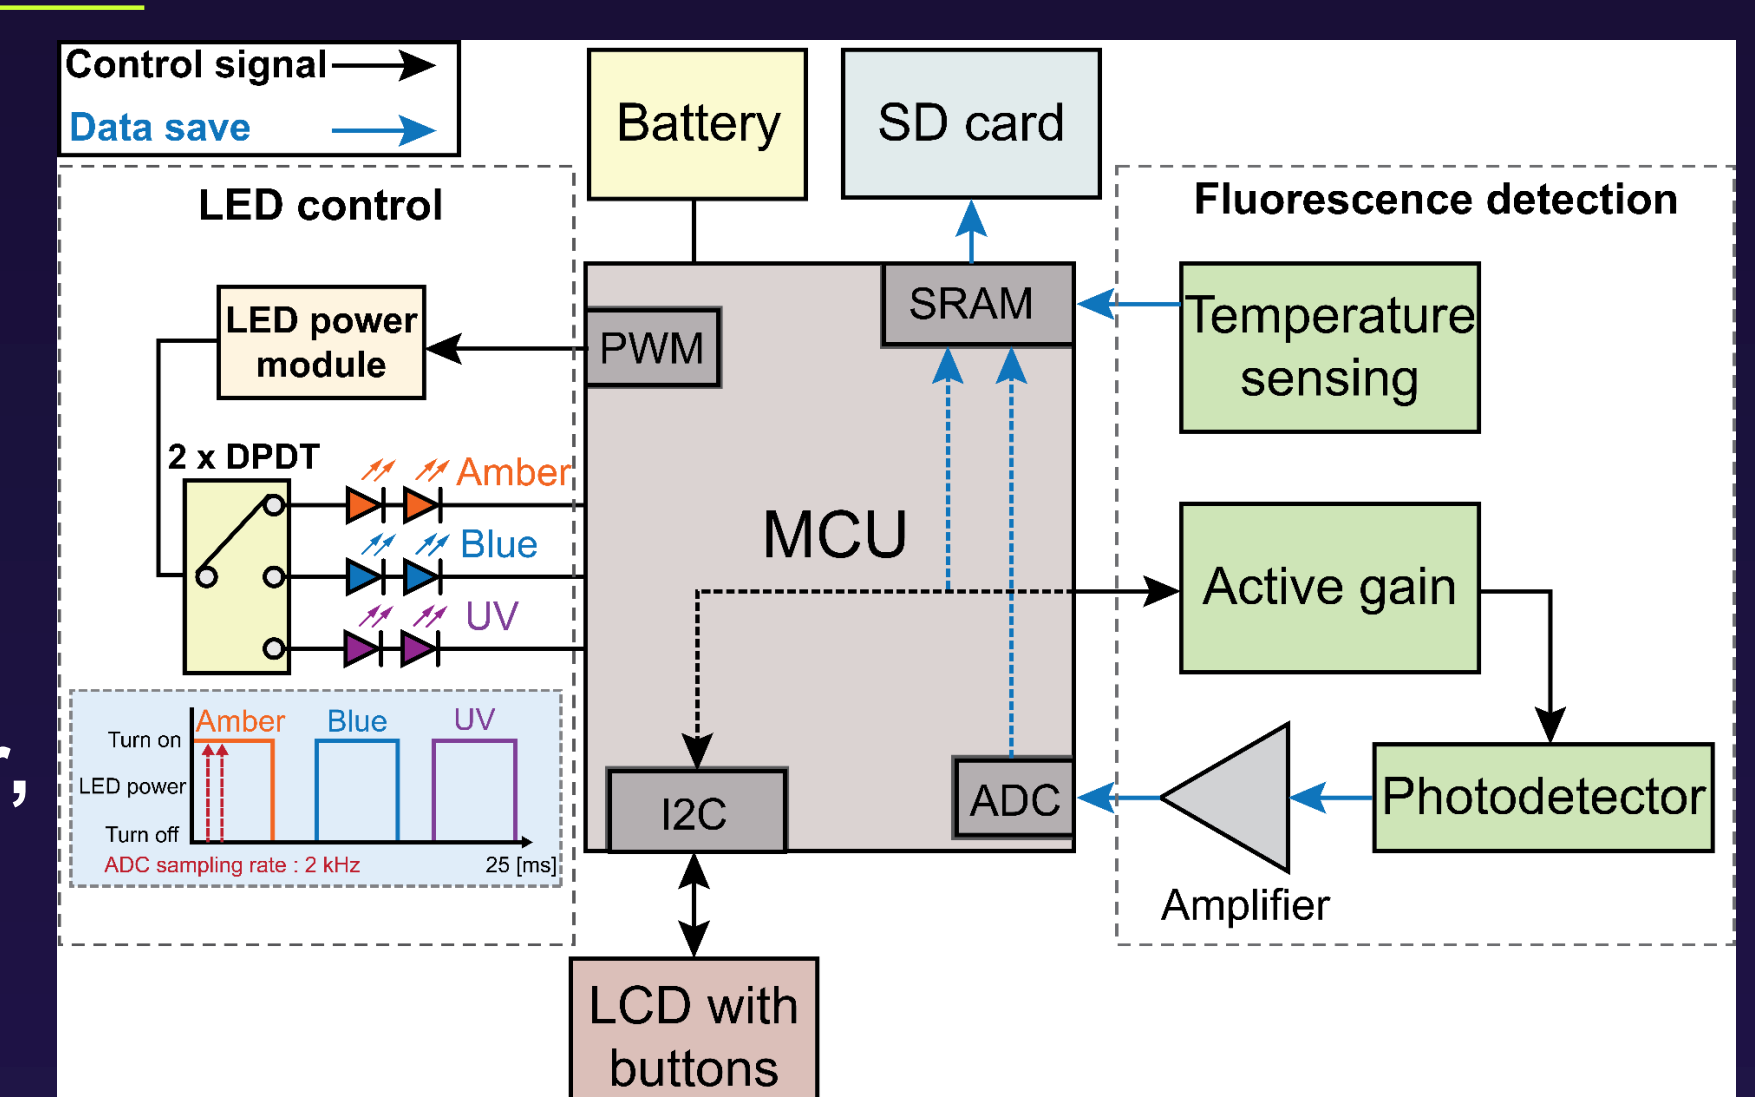 Control signal
Data save
Battery
SD card
LED control
Fluorescence detection
LED power
module
PWM
SRAM
Temperature
sensing
2 x DPDT
Amber
Blue
UV
MCU
Active gain
Amber Blue UV
Turn on
LED power
Turn off
ADC sampling rate : 2 kHz 25 [ms]
I2C
ADC
Photodetector
Amplifier
LCD with
buttons